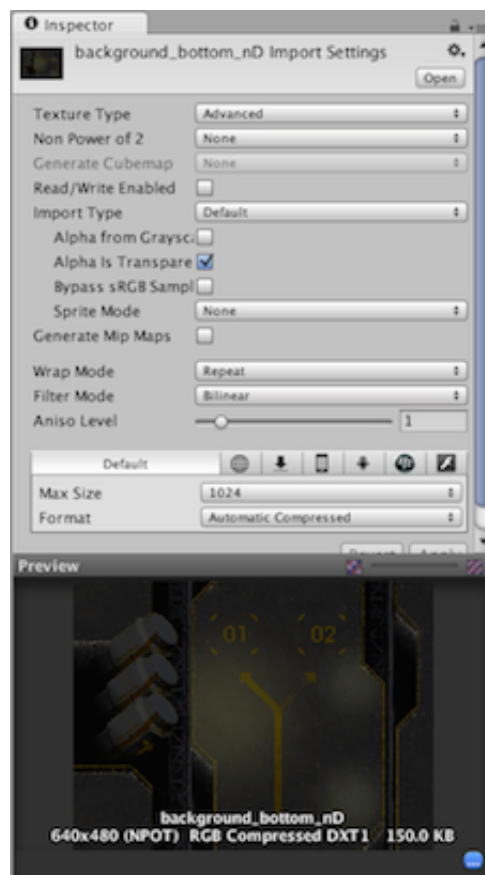 Inspector
background_bottom_nD Import Settings
Open
Texture Type Advanced
Non Power of 2 None
Generate Cubemap None
Read/Write Enabled
Import Type Default
Alpha from Graysc
Alpha Is Transpare
Bypass sRGB Sampl
Sprite Mode None
Generate Mip Maps
Wrap Mode Repeat
Filter Mode Bilinear
Aniso Level 1
Default
Max Size 1024
Format Automatic Compressed
Revert Apply
Preview
01 02
background_bottom_nD
640x480 (NPOT) RGB Compressed DXT1 150.0 KB